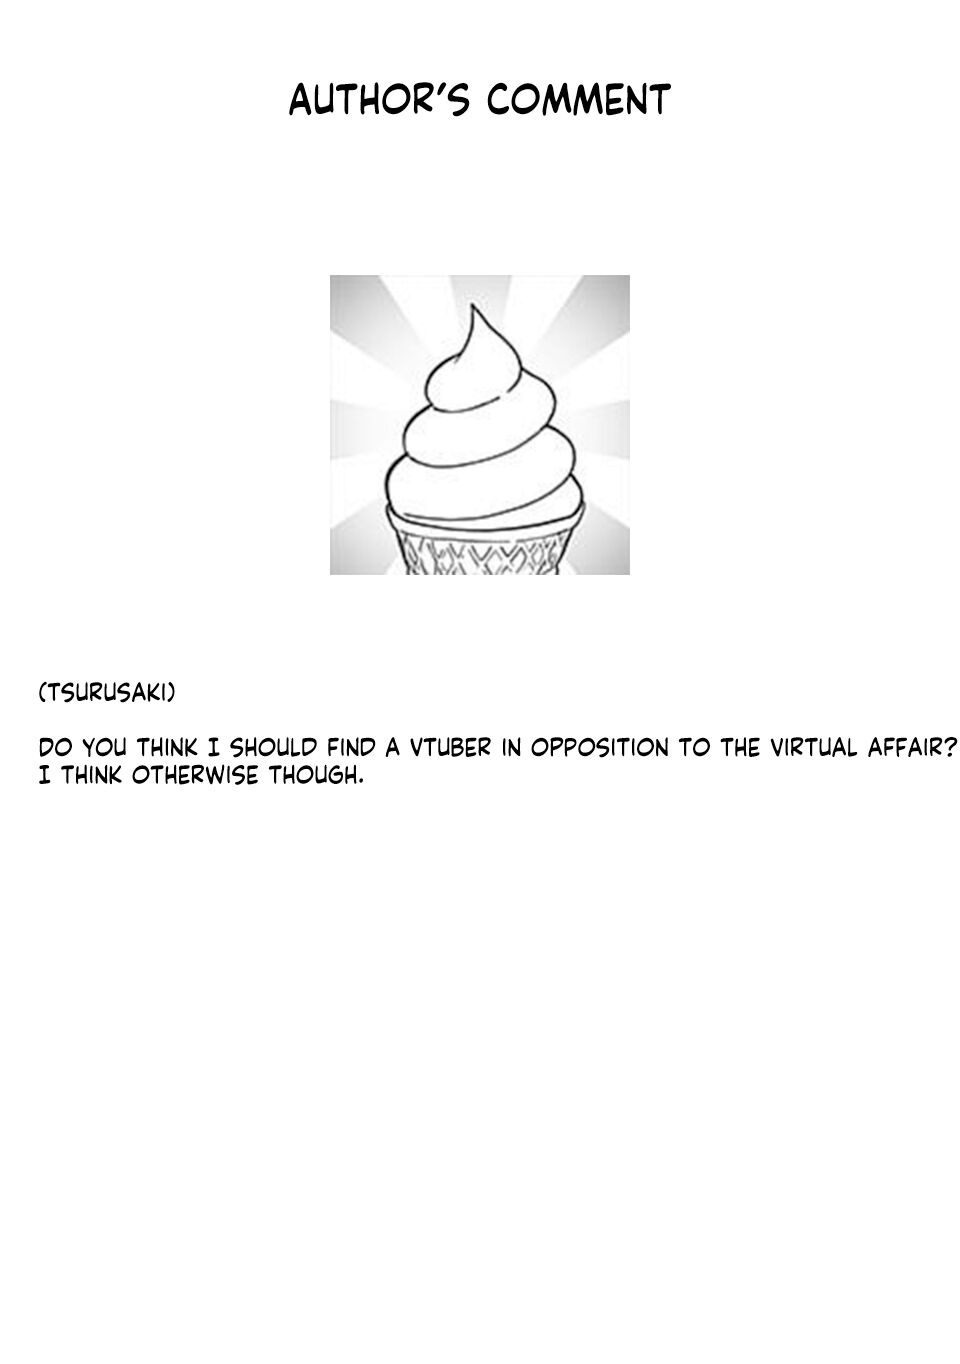 AUTHOR'S COMMENT
(TSURUSAKI)
DO YOU THINK I SHOULD FIND A VTUBER IN OPPOSITION TO THE VIRTUAL AFFAIR?
I THINK OTHERWISE THOUGH.